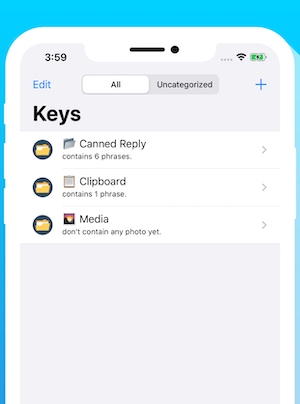 3:59
Edit
All
Uncategorized
+
Keys
Canned Reply
contains 6 phrases.
Clipboard
contains 1 phrase.
Media
don't contain any photo yet.